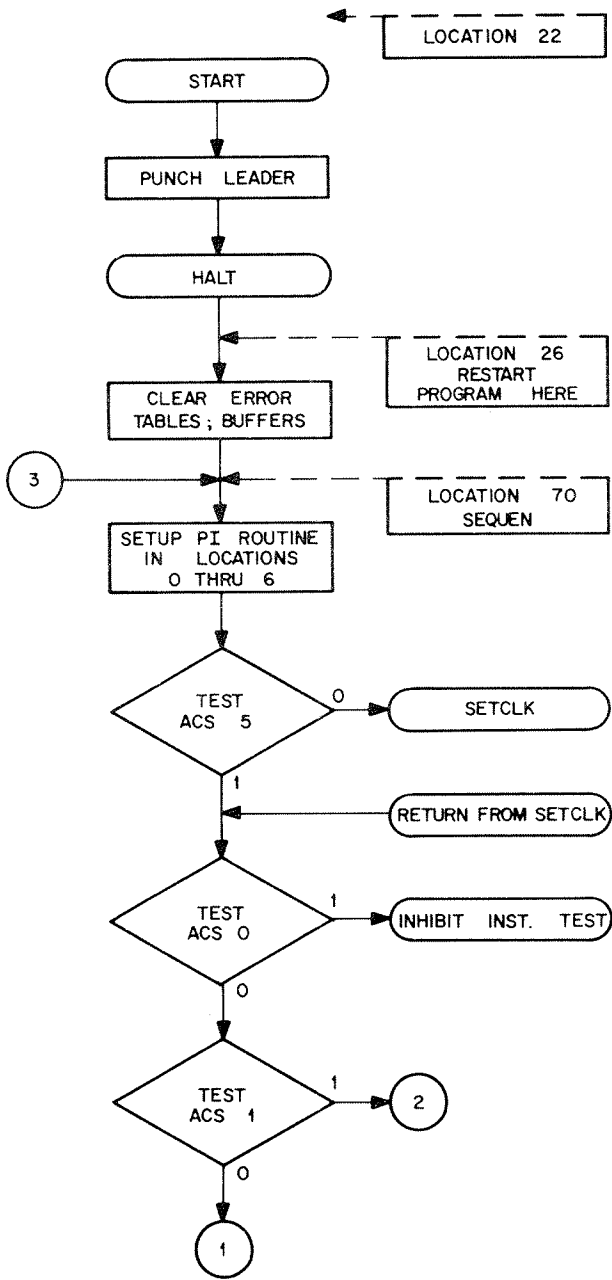 LOCATION 22
START
PUNCH LEADER
HALT
LOCATION 26
RESTART
PROGRAM HERE
CLEAR ERROR
TABLES; BUFFERS
3
LOCATION 70
SEQUEN
SETUP PI ROUTINE
IN LOCATIONS
0 THRU 6
TEST
ACS 5
0
SETCLK
1
RETURN FROM SETCLK
TEST
ACS 0
1
INHIBIT INST. TEST
0
TEST
ACS 1
1
2
0
1